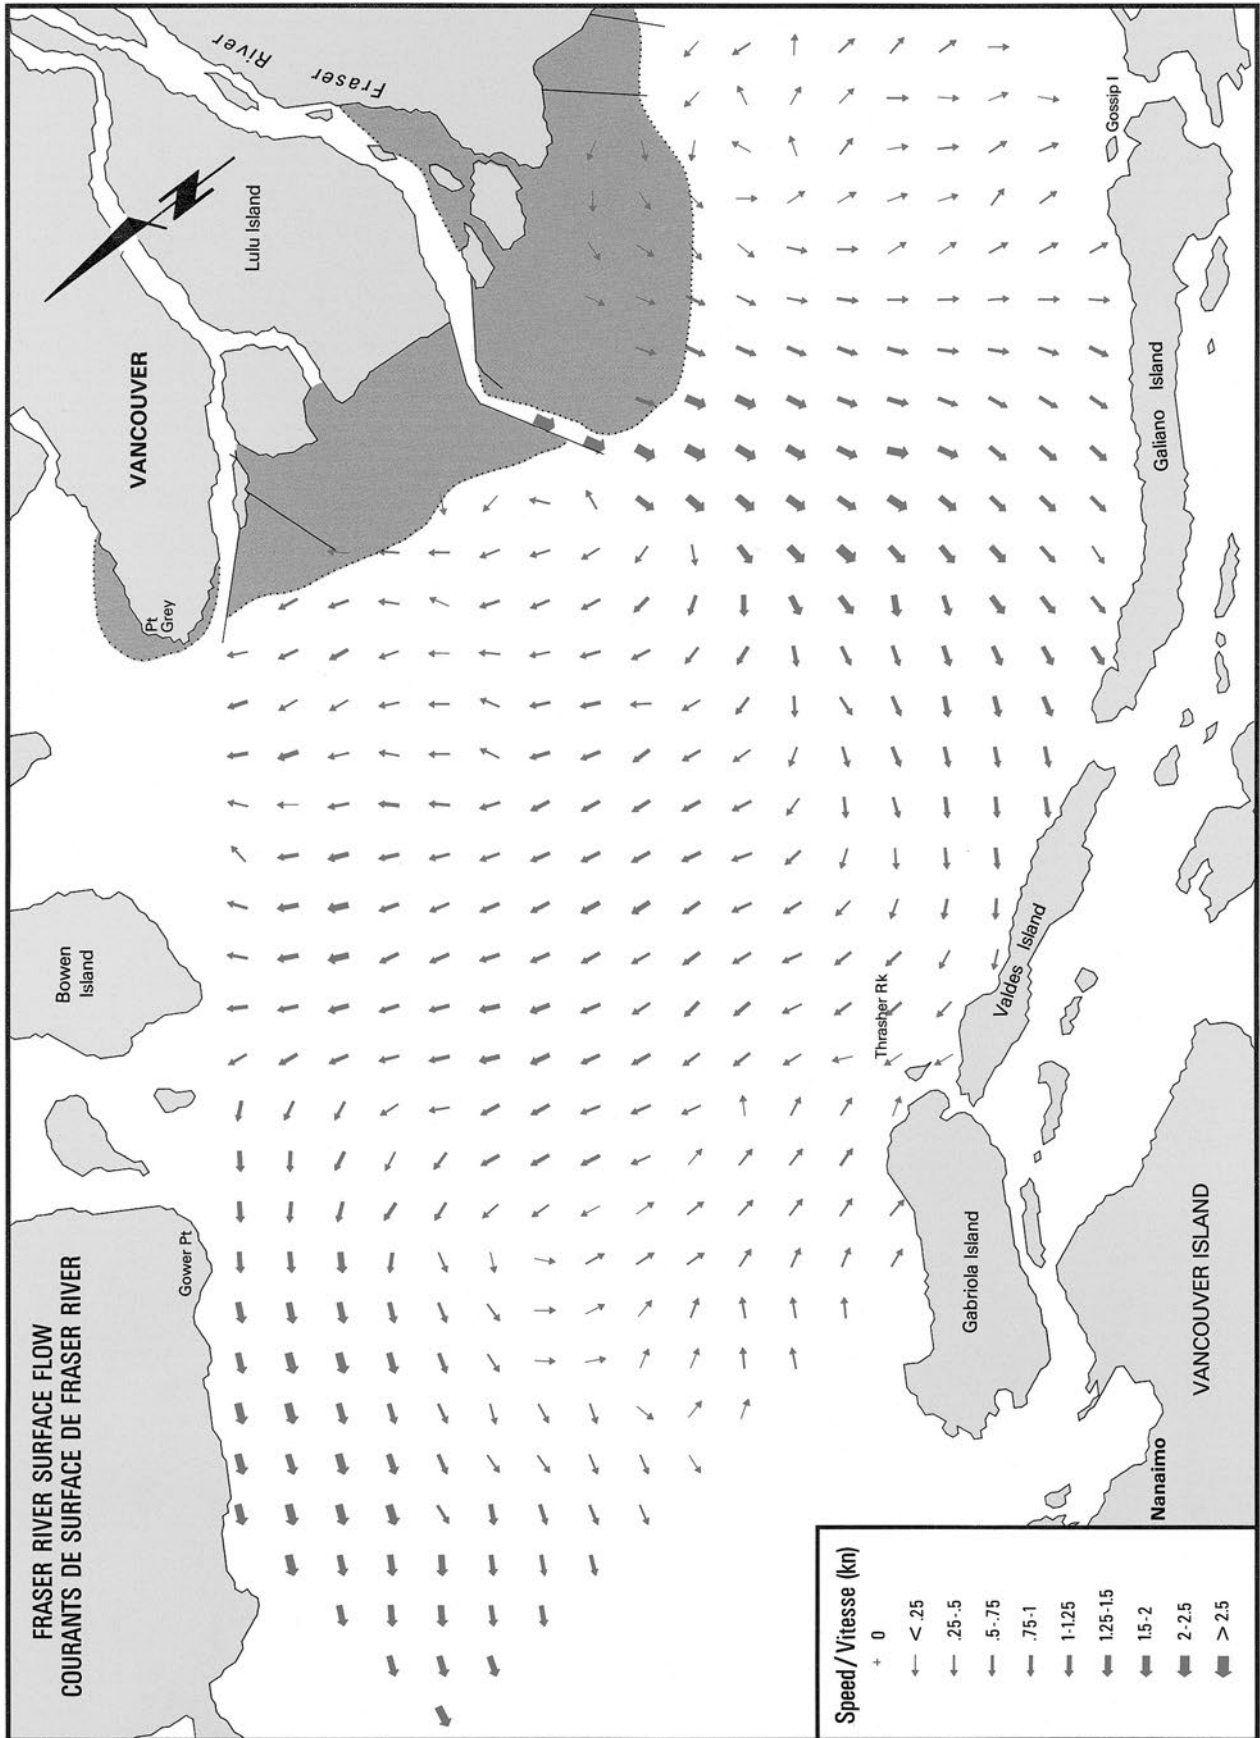 FRASER RIVER SURFACE FLOW
COURANTS DE SURFACE DE FRASER RIVER
Gower Pt
Bowen
Island
Pt
Grey
VANCOUVER
Lulu Island
Fraser
River
Gossip I
Galiano Island
Valdes Island
Thrasher Rk
Gabriola Island
VANCOUVER ISLAND
Nanaimo
Speed/Vitesse (kn)
0
< .25
.25-.5
.5-.75
.75-1
1-1.25
1.25-1.5
1.5-2
2-2.5
> 2.5